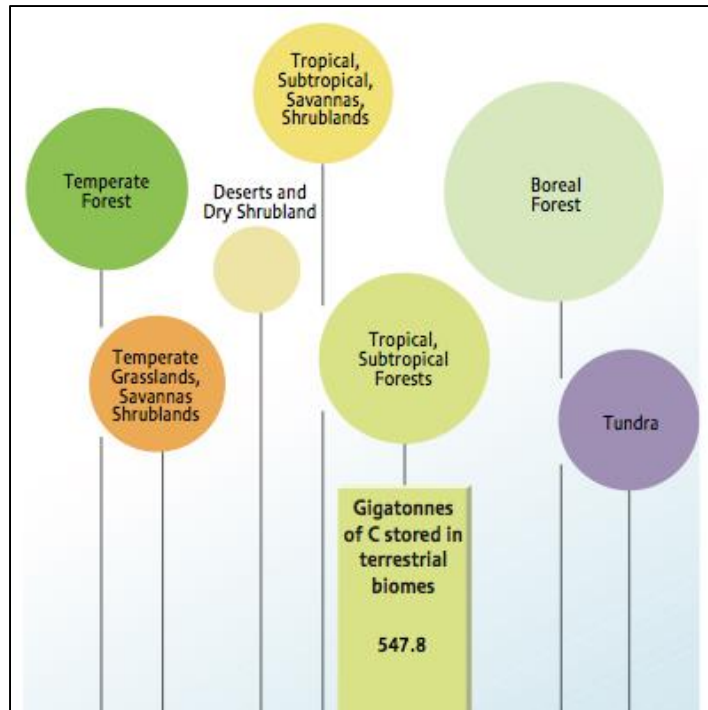 Tropical,
Subtropical,
Savannas,
Shrublands
Temperate
Forest
Deserts and
Dry Shrubland
Boreal
Forest
Temperate
Grasslands,
Savannas
Shrublands
Tropical,
Subtropical
Forests
Tundra
Gigatonnes
of C stored in
terrestrial
biomes
547.8